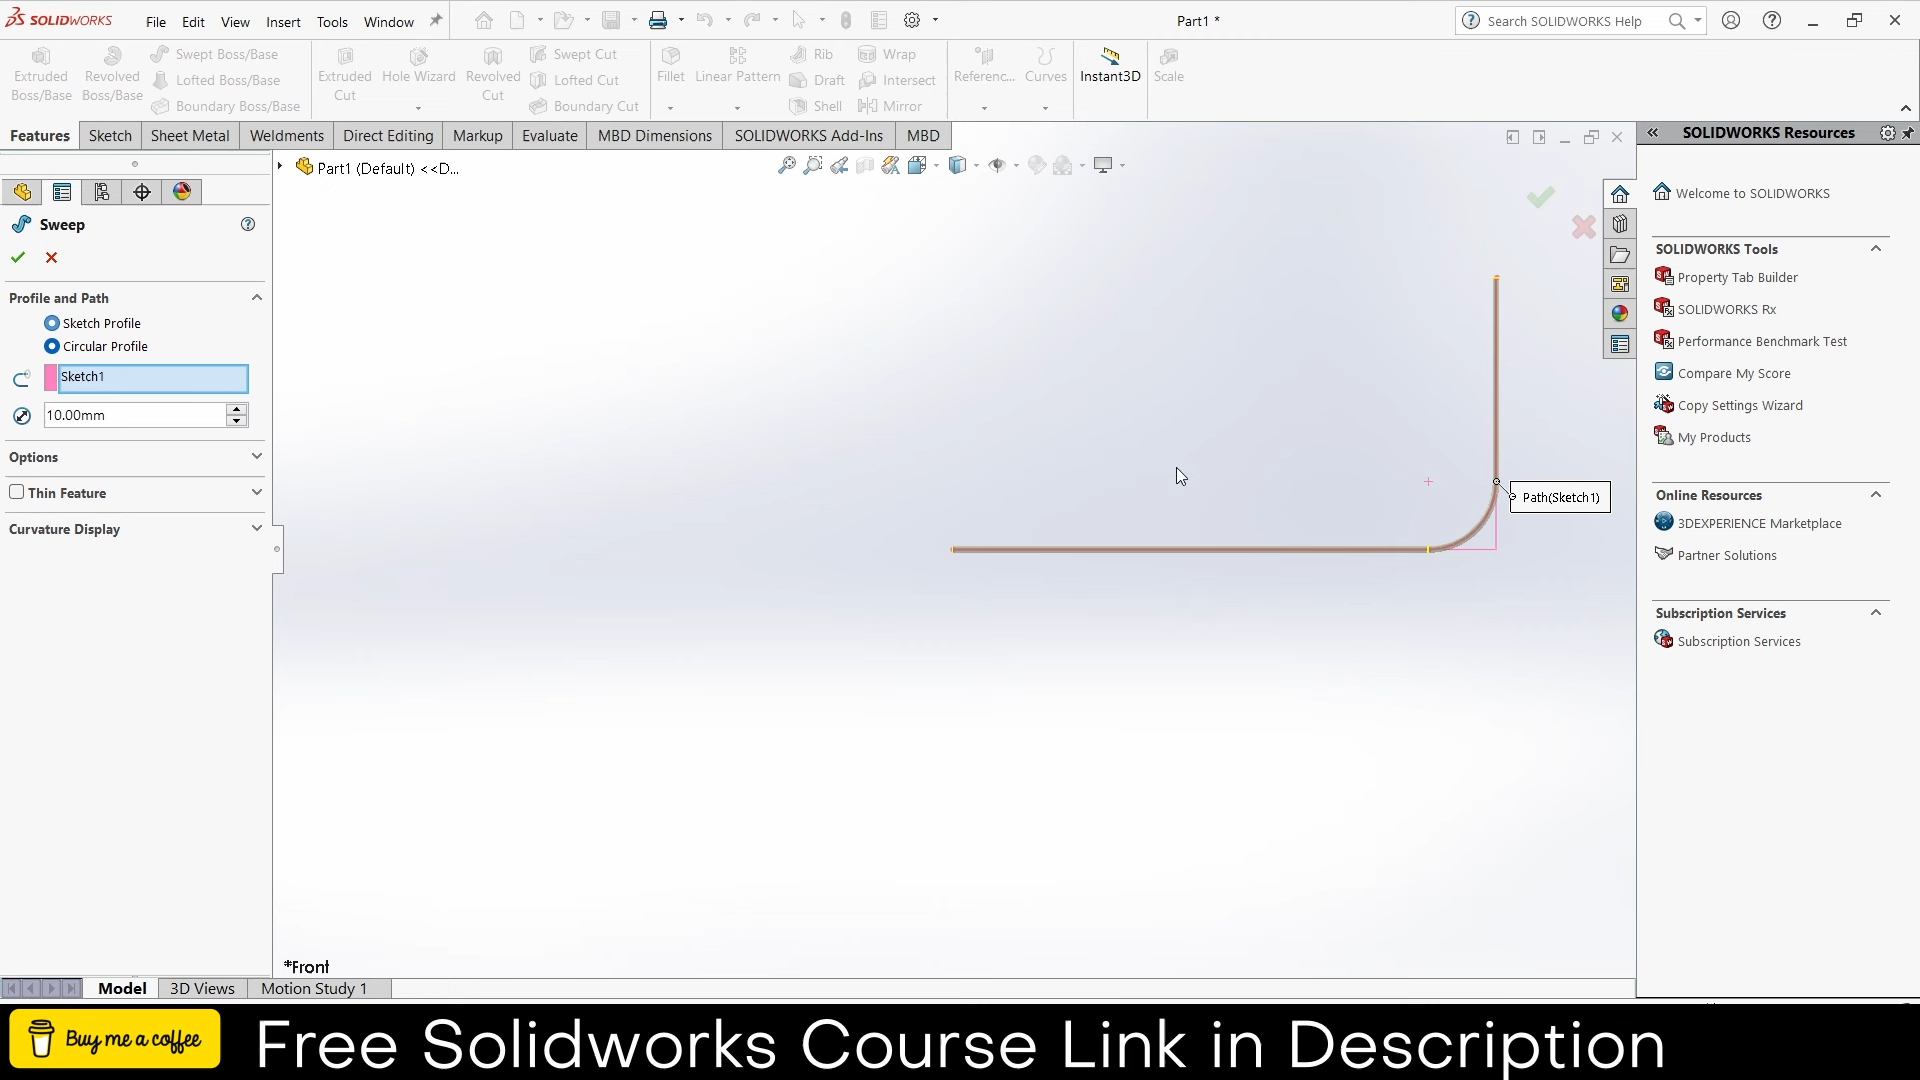 SOLIDWORKS
File Edit View Insert Tools Window
Part1 *
Search SOLIDWORKS Help
Extruded Boss/Base
Revolved Boss/Base
Swept Boss/Base
Lofted Boss/Base
Boundary Boss/Base
Extruded Cut
Hole Wizard
Revolved Cut
Swept Cut
Lofted Cut
Boundary Cut
Fillet
Linear Pattern
Rib
Draft
Shell
Wrap
Intersect
Mirror
Referenc...
Curves
Instant3D
Scale
Features Sketch Sheet Metal Weldments Direct Editing Markup Evaluate MBD Dimensions SOLIDWORKS Add-Ins MBD
Part1 (Default) <<D...
Sweep
Profile and Path
Sketch Profile
Circular Profile
Sketch1
10.00mm
Options
Thin Feature
Curvature Display
Path(Sketch1)
*Front
SOLIDWORKS Resources
Welcome to SOLIDWORKS
SOLIDWORKS Tools
Property Tab Builder
SOLIDWORKS Rx
Performance Benchmark Test
Compare My Score
Copy Settings Wizard
My Products
Online Resources
3DEXPERIENCE Marketplace
Partner Solutions
Subscription Services
Subscription Services
Model 3D Views Motion Study 1
Buy me a coffee
Free Solidworks Course Link in Description